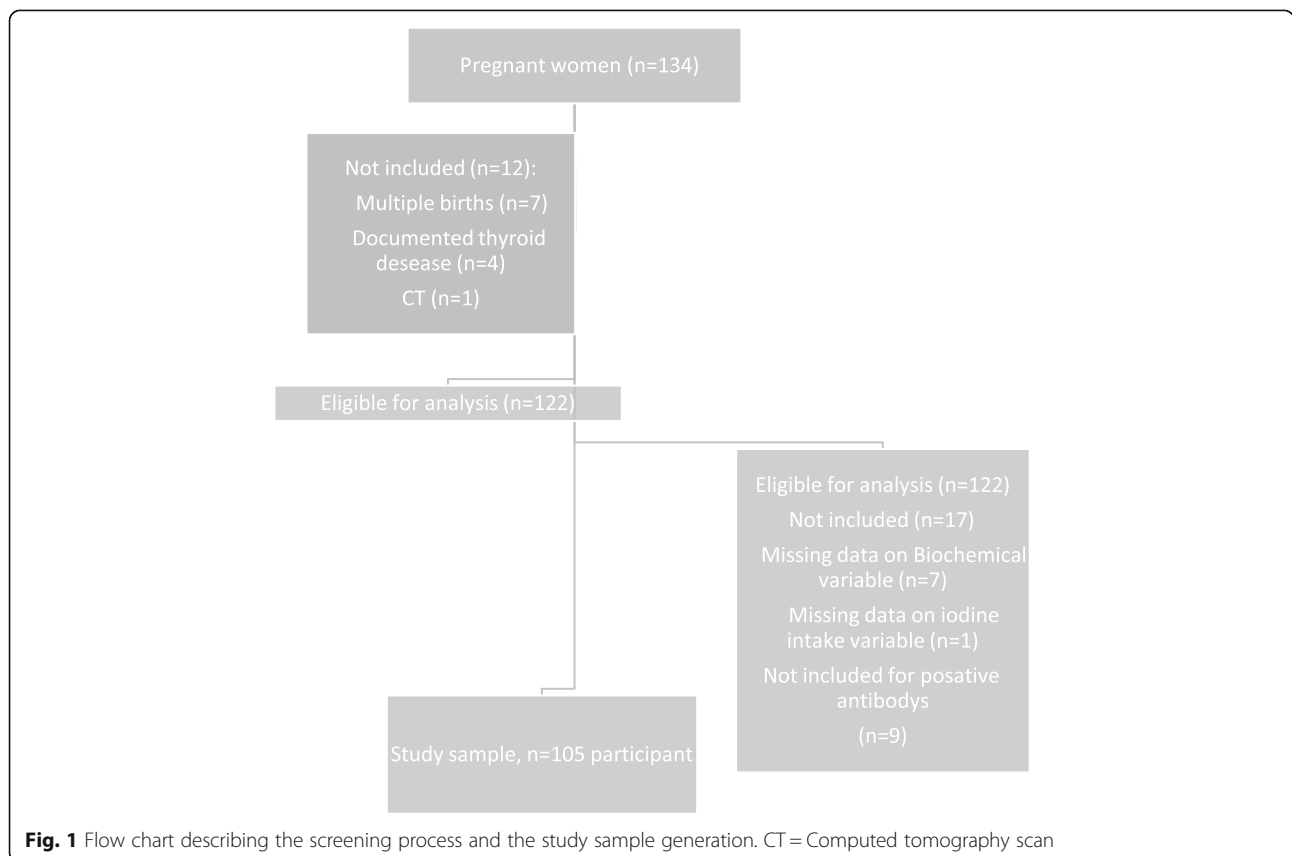 Pregnant women (n=134)
Not included (n=12):
Multiple births (n=7)
Documented thyroid
desease (n=4)
CT (n=1)
Eligible for analysis (n=122)
Eligible for analysis (n=122)
Not included (n=17)
Missing data on Biochemical
variable (n=7)
Missing data on iodine
intake variable (n=1)
Not included for posative
antibodys
(n=9)
Study sample, n=105 participant
Fig. 1 Flow chart describing the screening process and the study sample generation. CT = Computed tomography scan